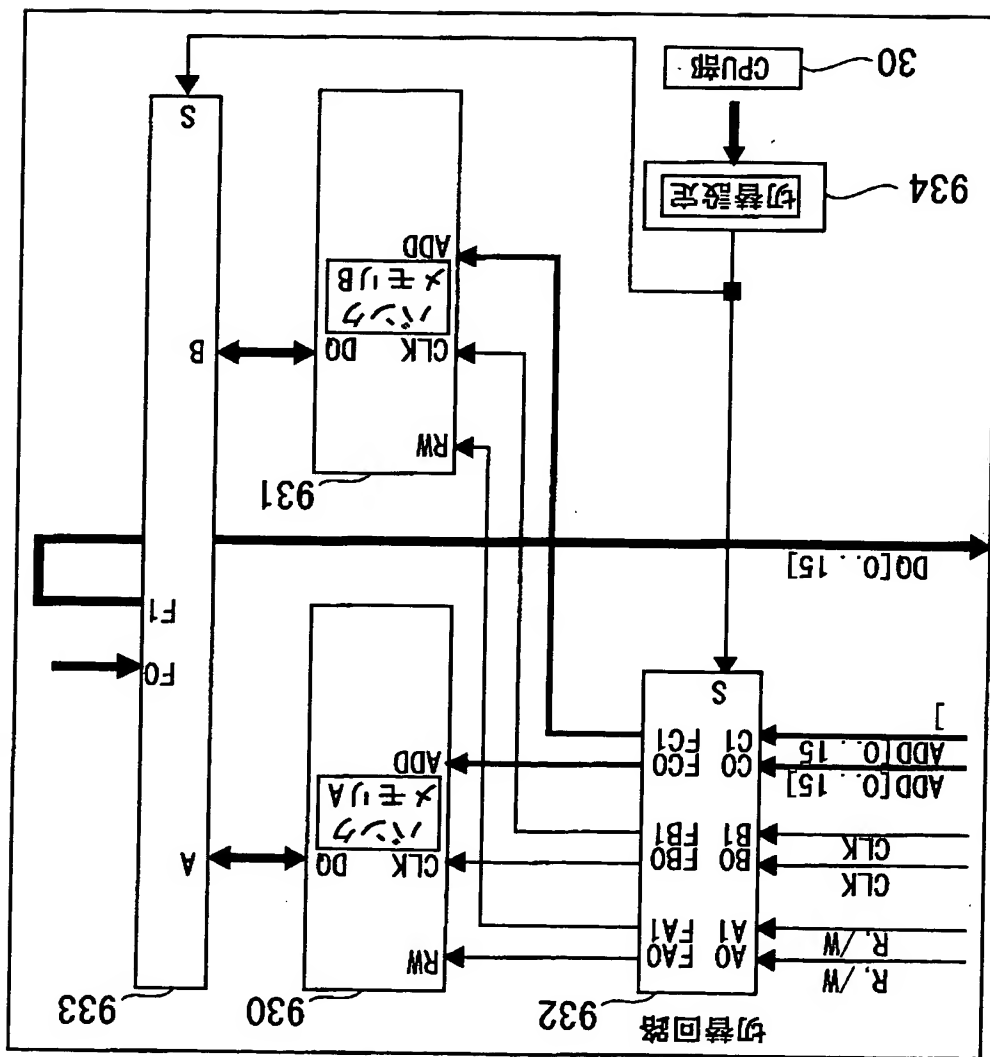 切替回路
932
930
933
R, /W
R, /W
CLK
CLK
ADD[0. . 15]
ADD[0. . 15
]
A0 FA0
A1 FA1
B0 FB0
B1 FB1
C0 FC0
C1 FC1
S
RW
CLK DQ
バンク
メモリA
ADD
A
F0
F1
DQ[0. . 15]
931
RW
CLK DQ
バンク
メモリB
ADD
B
S
934
切替設定
30
CPU部